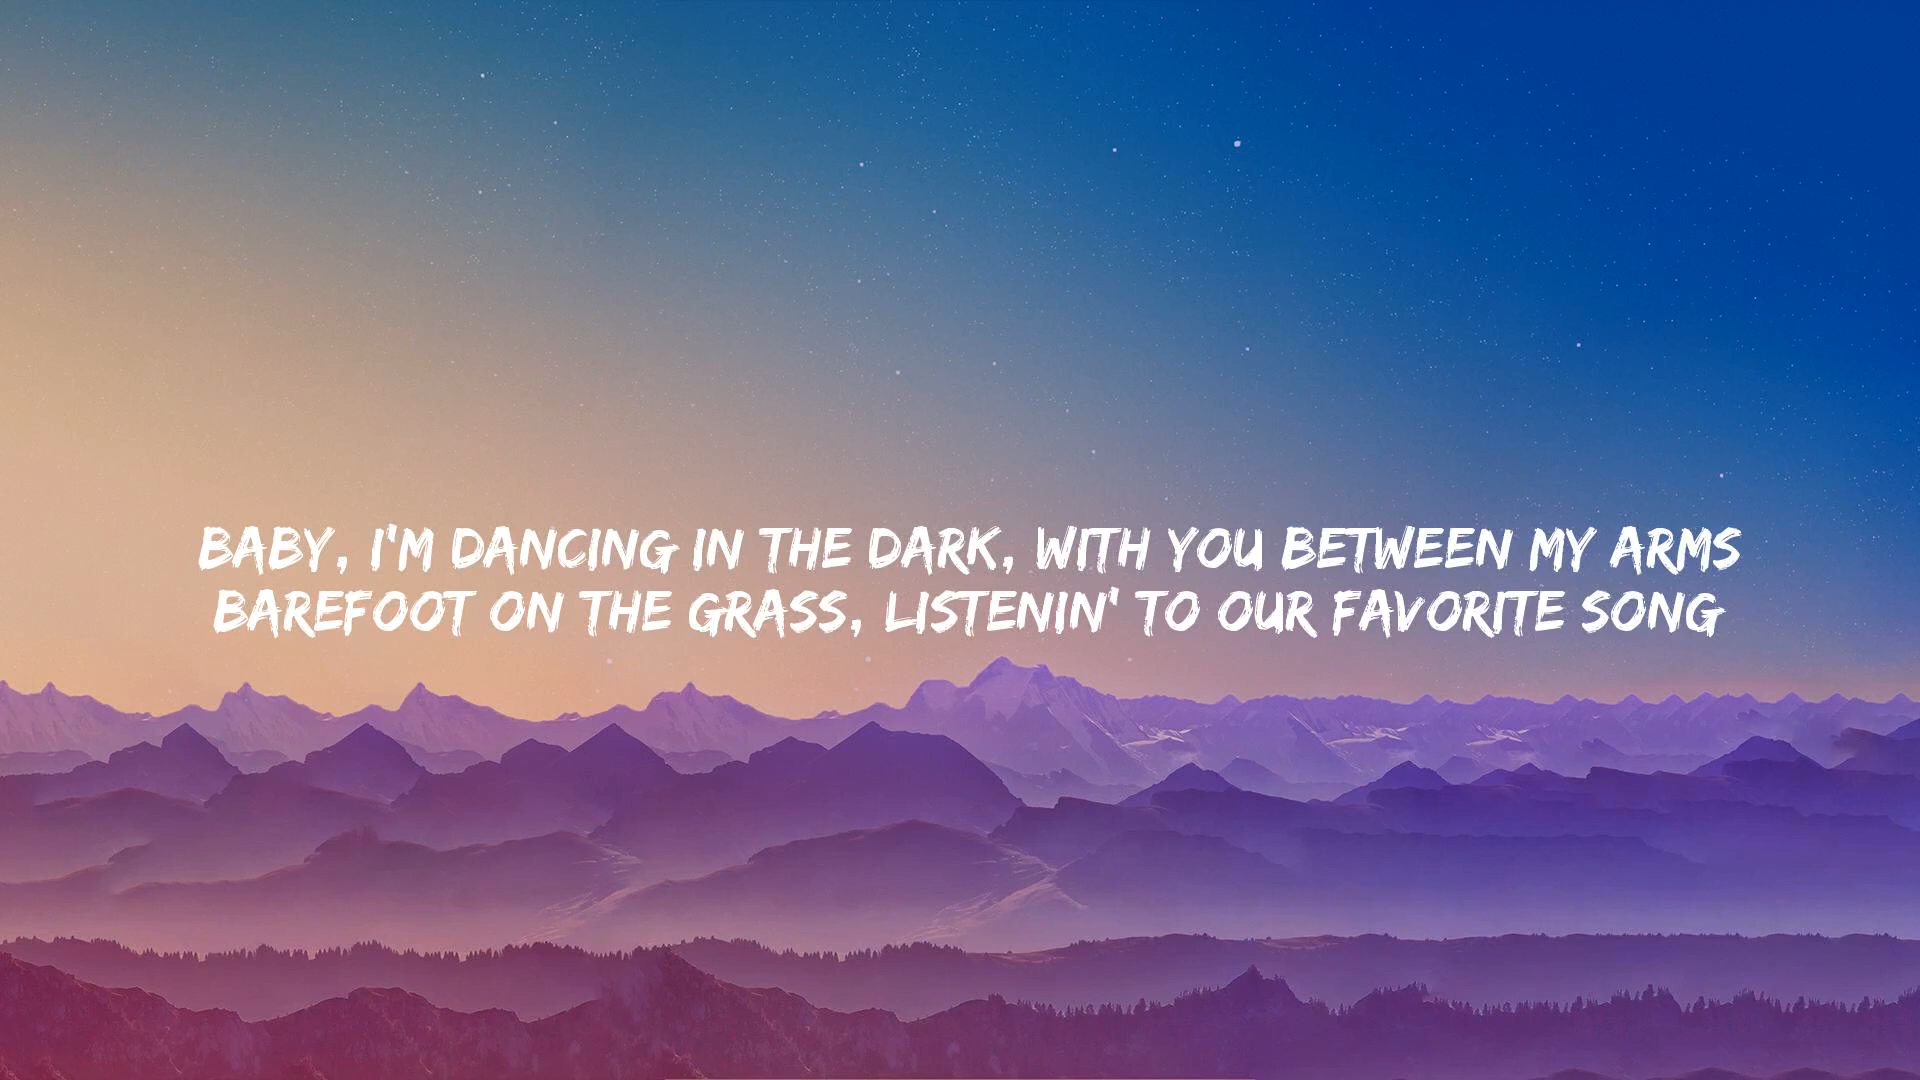 BABY, I'M DANCING IN THE DARK, WITH YOU BETWEEN MY ARMS
BAREFOOT ON THE GRASS, LISTENIN' TO OUR FAVORITE SONG